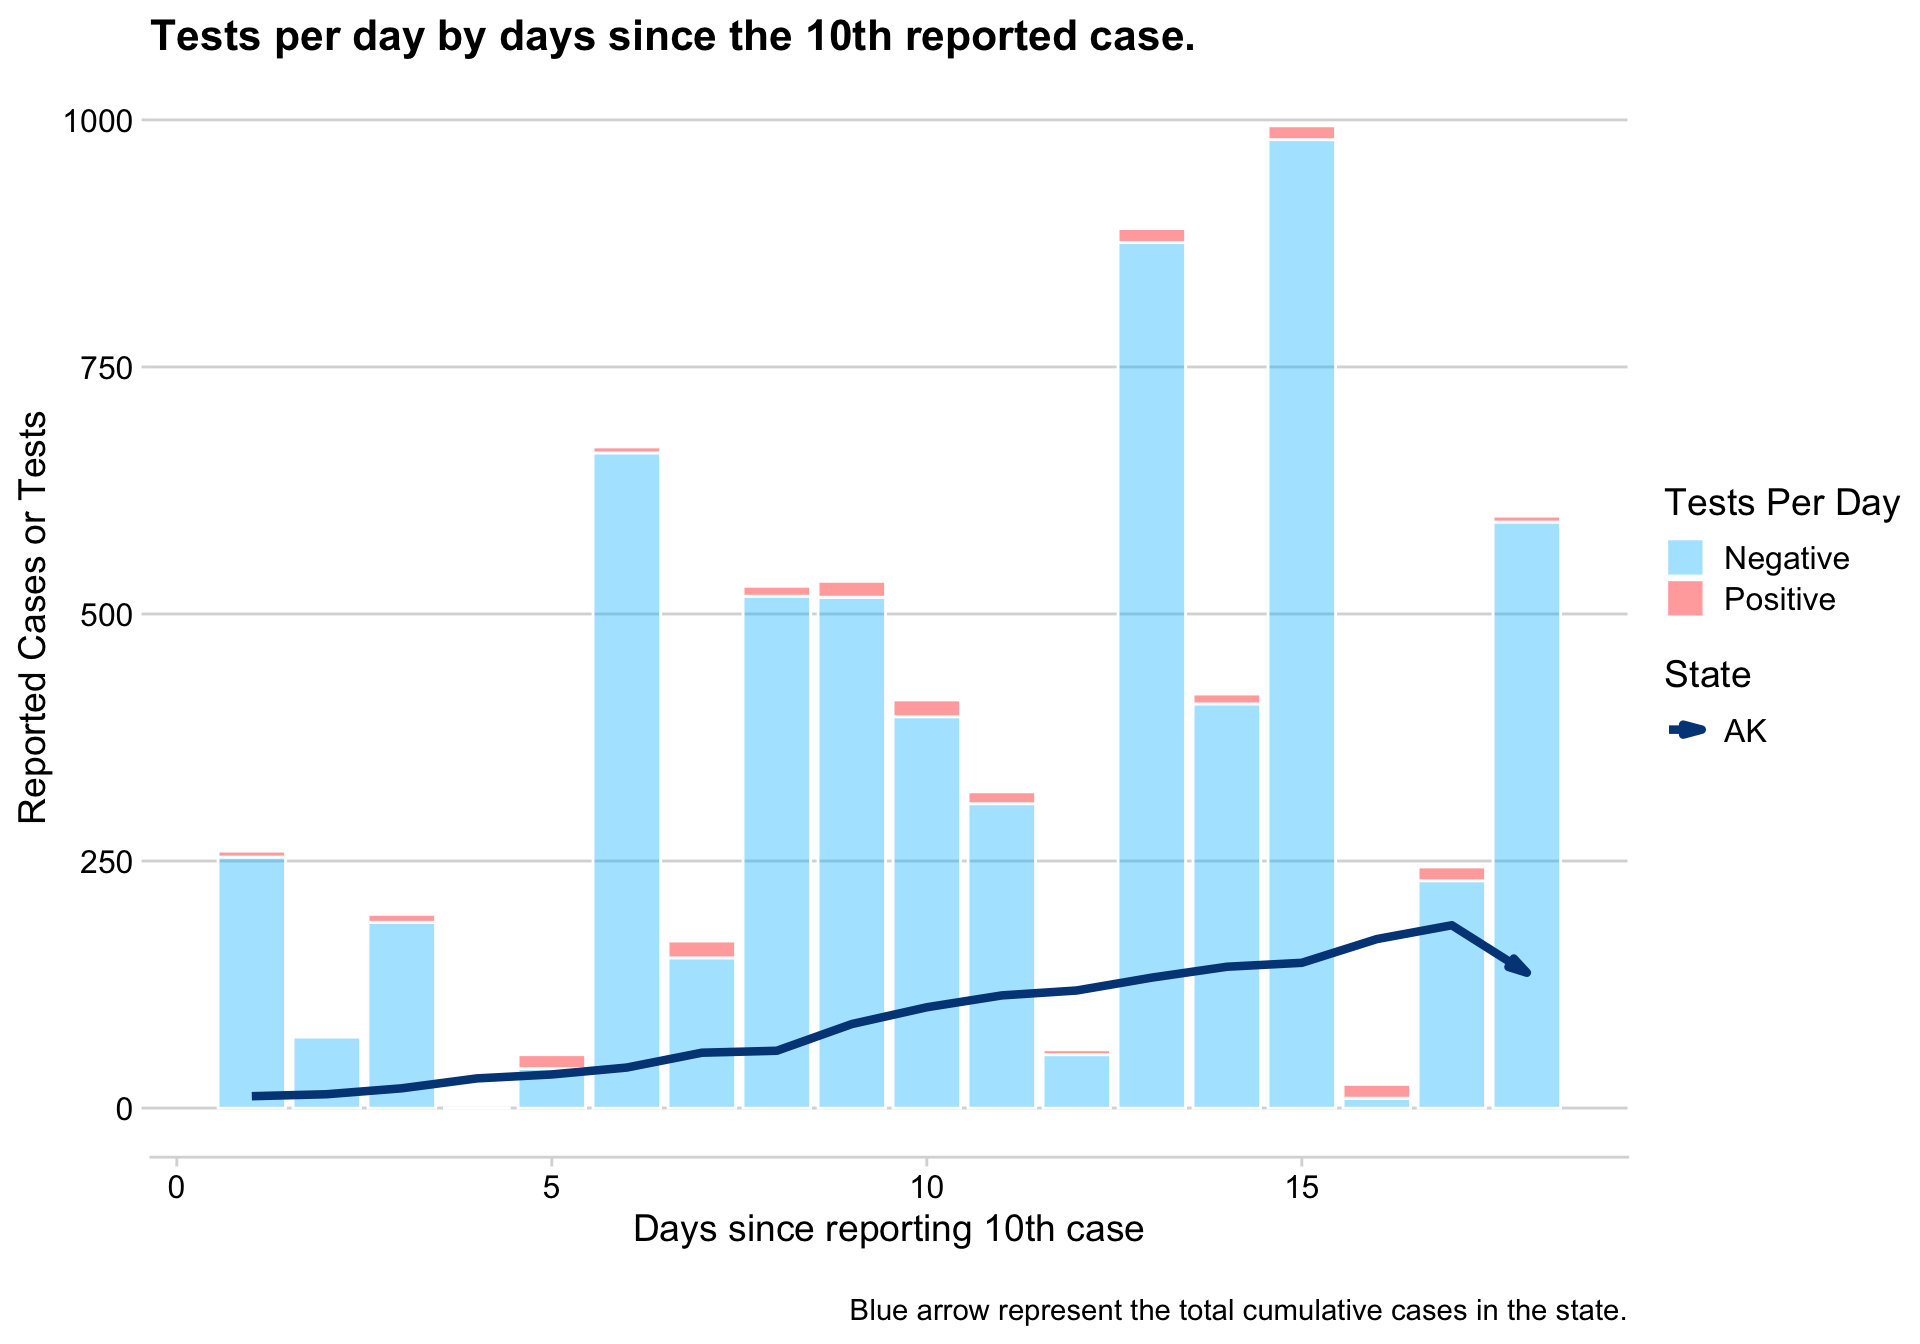 Tests per day by days since the 10th reported case.
1000
750
500
250
0
Reported Cases or Tests
0 5 10 15
Days since reporting 10th case
Tests Per Day
Negative
Positive
State
AK
Blue arrow represent the total cumulative cases in the state.